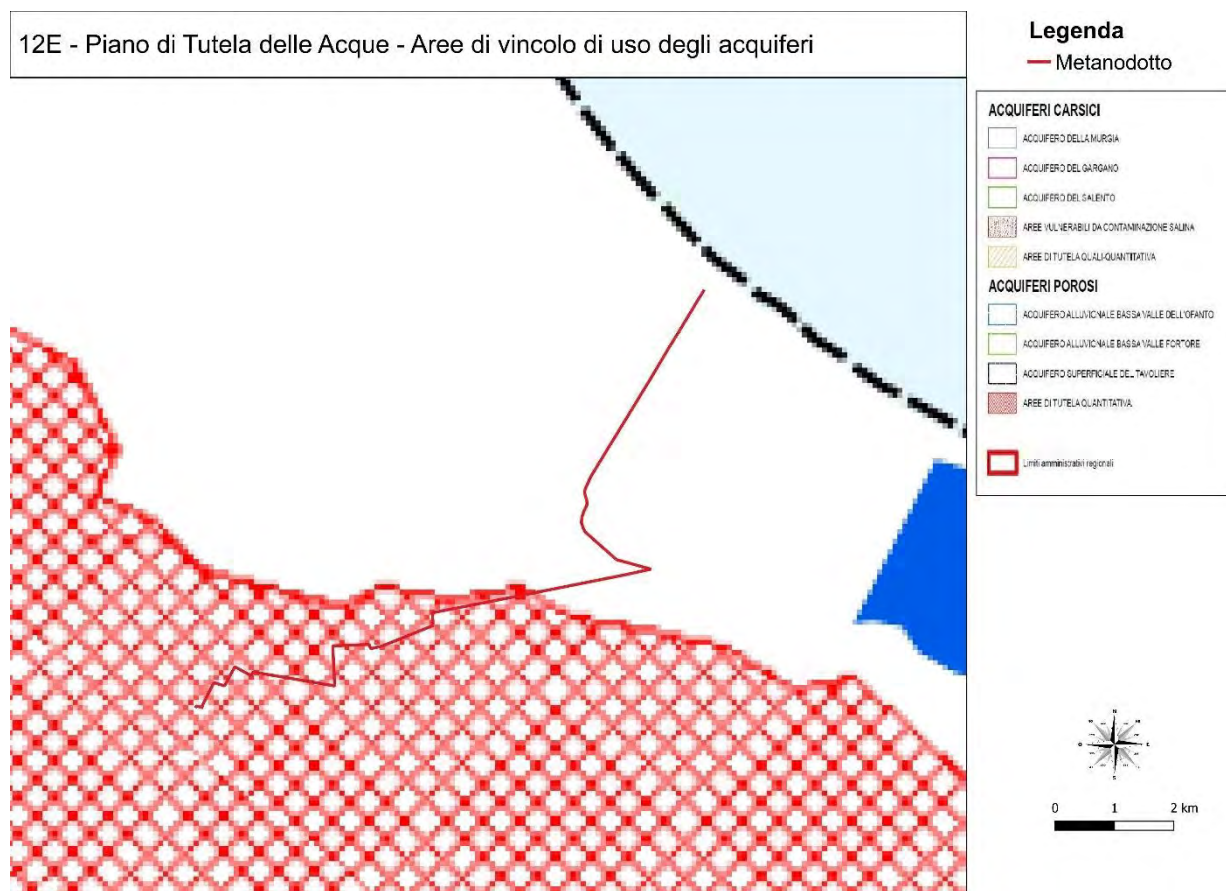 12E - Piano di Tutela delle Acque - Aree di vincolo di uso degli acquiferi
Legenda
Metanodotto
ACQUIFERI CARSICI
ACQUIFERO DELLA MURGIA
ACQUIFERO DEL GARGANO
ACQUIFERO DEL SALENTO
AREE VULNERABILI DA CONTAMINAZIONE SALINA
AREE DI TUTELA QUALI-QUANTITATIVA
ACQUIFERI POROSI
ACQUIFERO ALLUVIONALE BASSA VALLE DELL'OFANTO
ACQUIFERO ALLUVIONALE BASSA VALLE FORTORE
ACQUIFERO SUPERFICIALE DEL TAVOLIERE
AREE DI TUTELA QUANTITATIVA
Limiti amministrativi regionali
N
O E
S
0 1 2 km